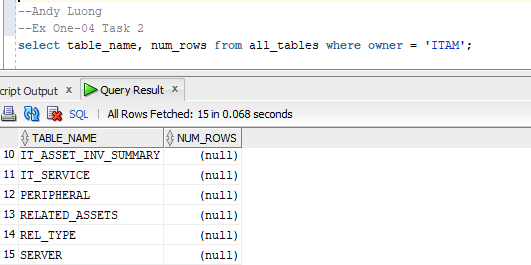 --Andy Luong
--Ex One-04 Task 2
select table_name, num_rows from all_tables where owner = 'ITAM';
cript Output x Query Result x
SQL | All Rows Fetched: 15 in 0.068 seconds
TABLE_NAME NUM_ROWS
10 IT_ASSET_INV_SUMMARY (null)
11 IT_SERVICE (null)
12 PERIPHERAL (null)
13 RELATED_ASSETS (null)
14 REL_TYPE (null)
15 SERVER (null)